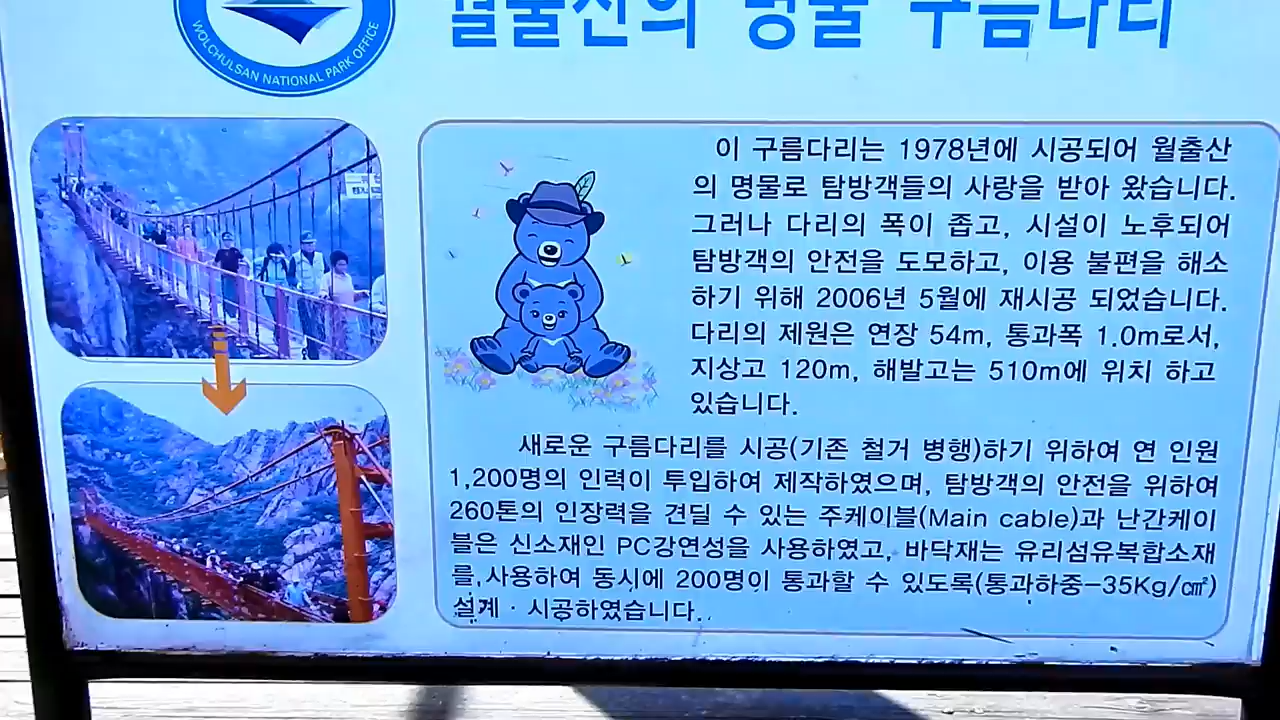 WOLCHULSAN NATIONAL PARK OFFICE
월출산의 명물 구름다리
이 구름다리는 1978년에 시공되어 월출산
의 명물로 탐방객들의 사랑을 받아 왔습니다.
그러나 다리의 폭이 좁고, 시설이 노후되어
탐방객의 안전을 도모하고, 이용 불편을 해소
하기 위해 2006년 5월에 재시공 되었습니다.
다리의 제원은 연장 54m, 통과폭 1.0m로서,
지상고 120m, 해발고는 510m에 위치 하고
있습니다.
새로운 구름다리를 시공(기존 철거 병행)하기 위하여 연 인원
1,200명의 인력이 투입하여 제작하였으며, 탐방객의 안전을 위하여
260톤의 인장력을 견딜 수 있는 주케이블(Main cable)과 난간케이
블은 신소재인 PC강연성을 사용하였고, 바닥재는 유리섬유복합소재
를,사용하여 동시에 200명이 통과할 수 있도록(통과하중-35Kg/㎠)
설계 · 시공하였습니다.